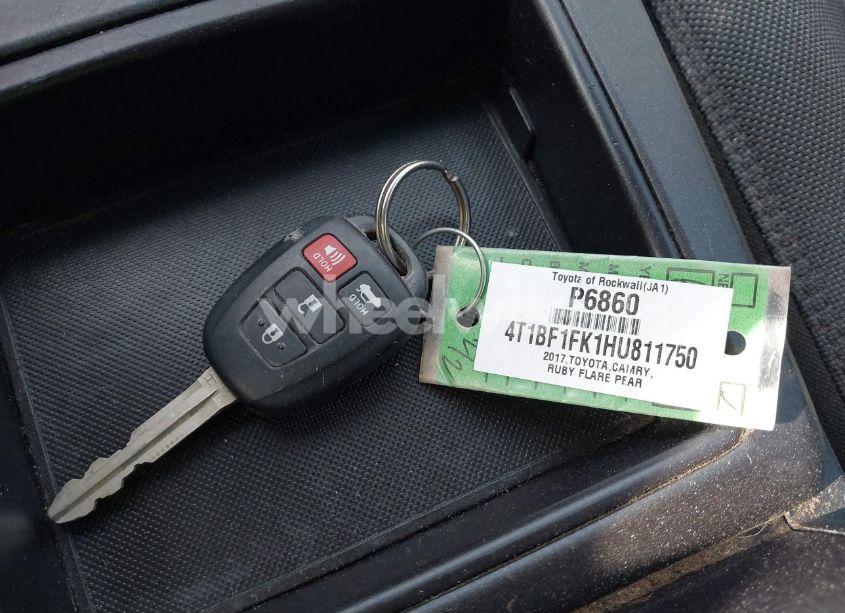 HOLD
HOLD
Toyota of Rockwall(JA1)
P6860
4T1BF1FK1HU811750
2017,TOYOTA,CAMRY,
RUBY FLARE PEAR